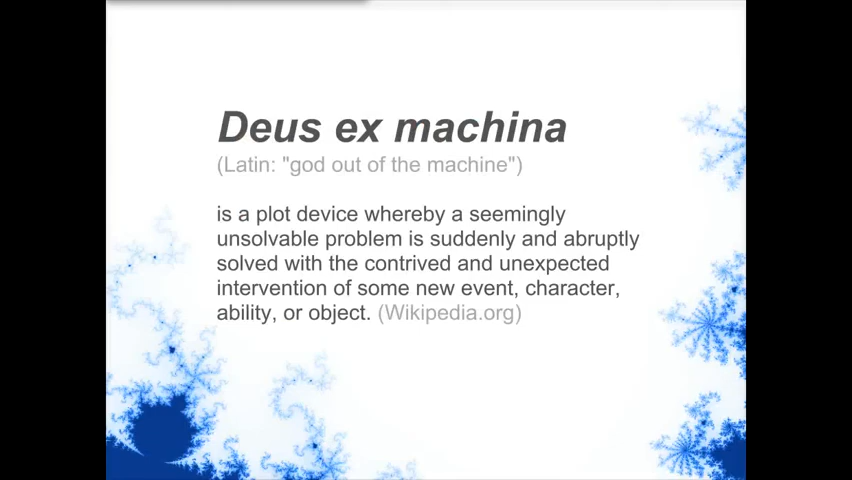 Deus ex machina
(Latin: "god out of the machine")
is a plot device whereby a seemingly
unsolvable problem is suddenly and abruptly
solved with the contrived and unexpected
intervention of some new event, character,
ability, or object. (Wikipedia.org)